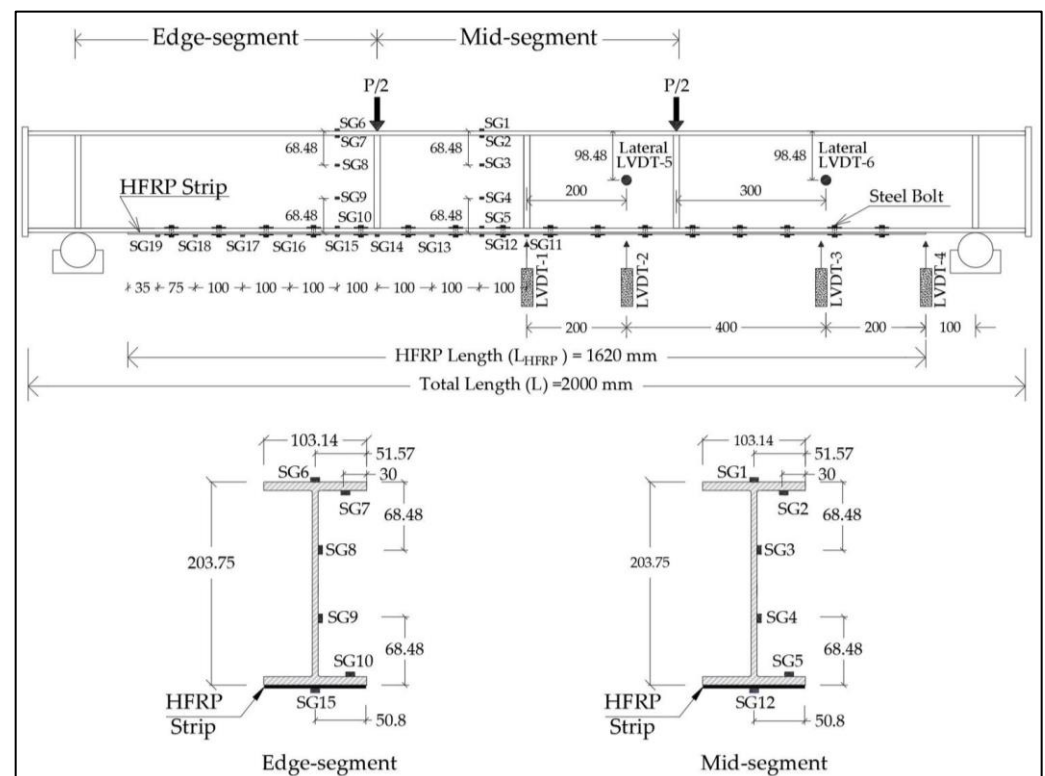 Edge-segment
Mid-segment
P/2
P/2
SG6
SG7
SG8
SG9
SG10
68.48
68.48
SG1
SG2
SG3
SG4
SG5
68.48
68.48
98.48
Lateral
LVDT-5
98.48
Lateral
LVDT-6
200
300
HFRP Strip
Steel Bolt
SG19
SG18
SG17
SG16
SG15
SG14
SG13
SG12
SG11
35
75
100
100
100
100
100
100
100
LVDT-1
LVDT-2
LVDT-3
LVDT-4
200
400
200
100
HFRP Length (LHFRP ) = 1620 mm
Total Length (L) =2000 mm
103.14
51.57
30
SG6
SG7
68.48
SG8
203.75
SG9
68.48
SG10
HFRP
Strip
SG15
50.8
Edge-segment
103.14
51.57
30
SG1
SG2
68.48
SG3
203.75
SG4
68.48
SG5
HFRP
Strip
SG12
50.8
Mid-segment